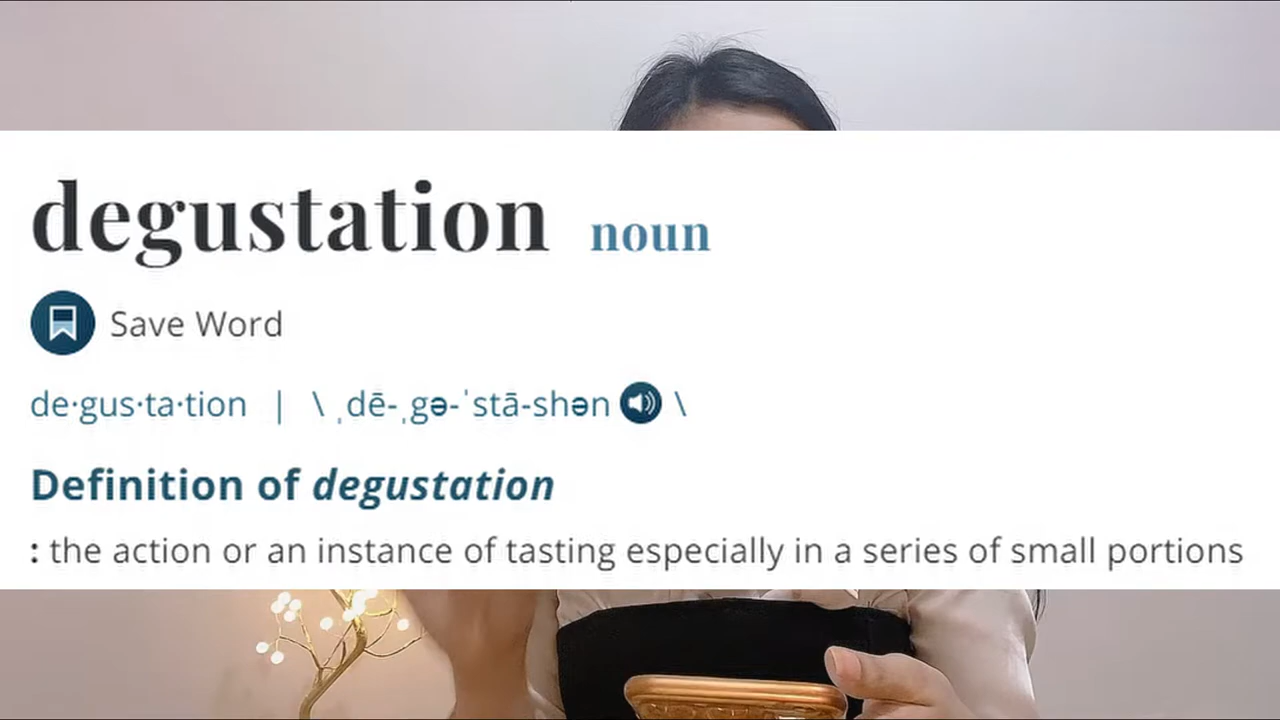 degustation noun
Save Word
de·gus·ta·tion | \ ˌdē-ˌgə-ˈstā-shən \
Definition of degustation
: the action or an instance of tasting especially in a series of small portions